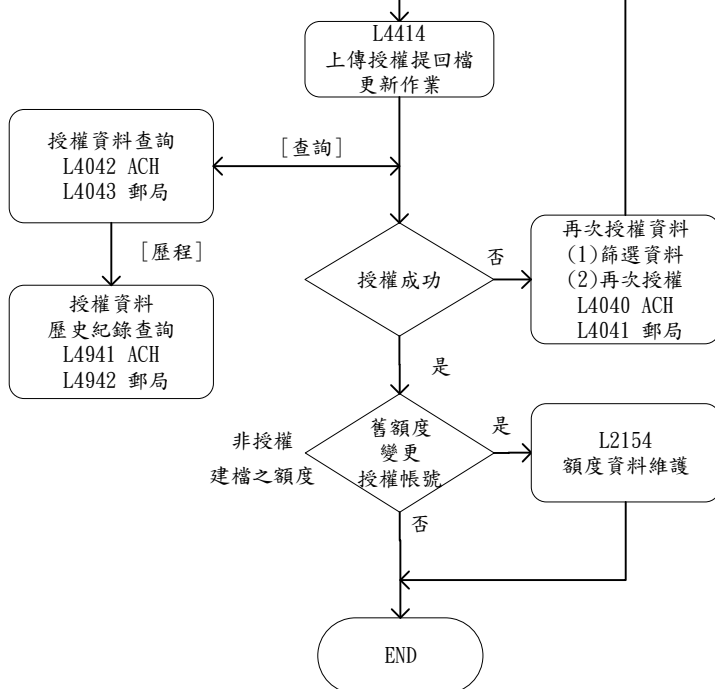 L4414
上傳授權提回檔
更新作業
[查詢]
授權資料查詢
L4042 ACH
L4043 郵局
[歷程]
授權資料
歷史紀錄查詢
L4941 ACH
L4942 郵局
授權成功
否
再次授權資料
(1)篩選資料
(2)再次授權
L4040 ACH
L4041 郵局
是
非授權
建檔之額度
舊額度
變更
授權帳號
是
L2154
額度資料維護
否
END